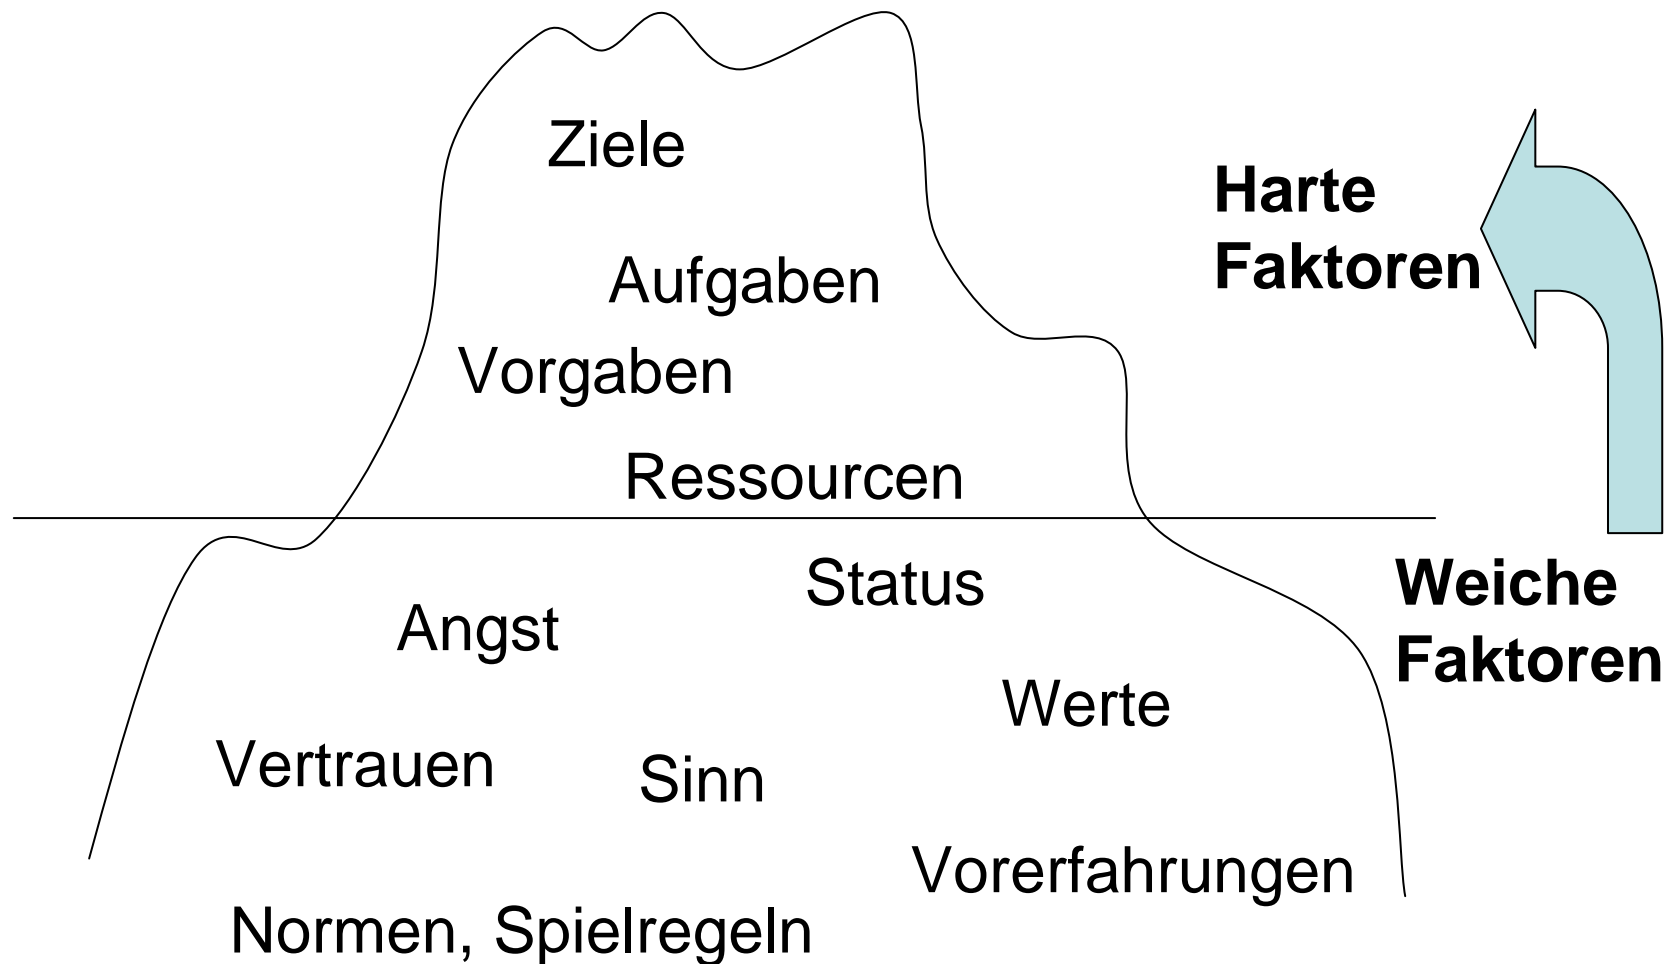 Ziele
Harte
Faktoren
Aufgaben
Vorgaben
Ressourcen
Status
Weiche
Faktoren
Angst
Werte
Vertrauen
Sinn
Vorerfahrungen
Normen, Spielregeln